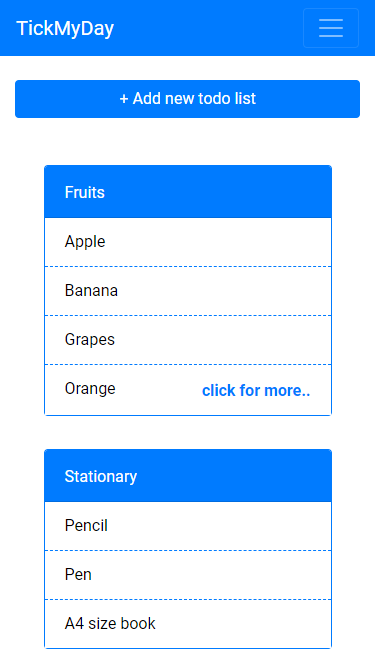 TickMyDay
+ Add new todo list
Fruits
Apple
Banana
Grapes
Orange click for more..
Stationary
Pencil
Pen
A4 size book